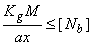 K_g M / ax ≤ [N_b]